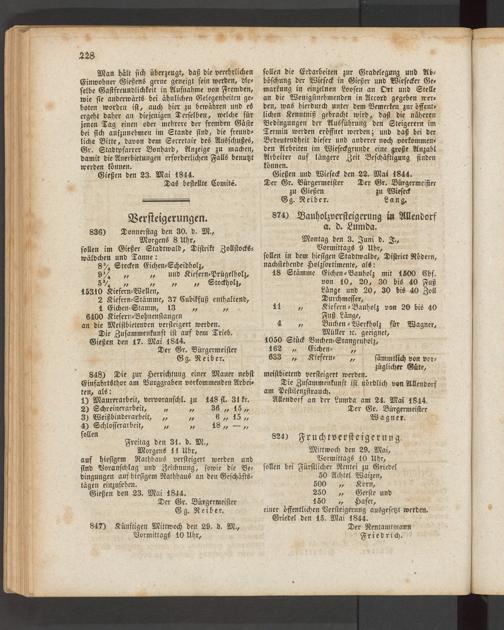 228
Man hält sich überzeugt, daß die verehrlichen
Einwohner Gießens gerne geneigt sein werden, die-
selbe Gastfreundlichkeit in Aufnahme von Fremden,
wie sie anderwärts bei ähnlichen Gelegenheiten ge-
boten worden ist, auch hier zu bewähren und es
ergeht daher an diejenigen Derselben, welche für
jenen Tag einen oder mehrere der fremden Gäste
bei sich aufzunehmen im Stande sind, die freund-
liche Bitte, davon dem Secretair des Ausschusses,
Hr. Stadtpfarrer Bonhard, Anzeige zu machen,
damit die Anerbietungen erforderlichen Falls benutzt
werden können.
Gießen den 23. Mai 1844.
Das bestellte Comité.
Versteigerungen.
836) Donnerstag den 30. d. M.,
Morgens 8 Uhr,
sollen im Gießer Stadtwald, Distrikt Zollstocks-
wäldchen und Tanne:
8¾ Stecken Eichen-Scheidholz,
9¼ „ „ und Kiefern-Prügelholz,
5¾ „ „ „ „ Stockholz,
15310 Kiefern-Wellen,
2 Kiefern-Stämme, 37 Cubikfuß enthaltend,
1 Eichen-Stamm, 13 „ „
6400 Kiefern-Bohnenstangen
an die Meistbietenden versteigert werden.
Die Zusammenkunft ist auf dem Trieb.
Gießen den 17. Mai 1844.
Der Gr. Bürgermeister
Gg. Reiber.
848) Die zur Herrichtung einer Mauer nebst
Einfahrtsthor am Burggraben vorkommenden Arbei-
ten, als:
1) Maurerarbeit, veranschl. zu 148 fl. 31 kr.
2) Schreinerarbeit, „ „ 36 „ 15 „
3) Weißbinderarbeit, „ „ 6 „ 15 „
4) Schlosserarbeit, „ „ 18 „ — „
sollen
Freitag den 31. d. M.,
Morgens 11 Uhr,
auf hiesigem Rathhaus versteigert werden und
sind Voranschlag und Zeichnung, sowie die Be-
dingungen auf hiesigem Rathhaus an den Geschäfts-
tägen einzusehen.
Gießen den 23. Mai 1844.
Der Gr. Bürgermeister
Gg. Reiber.
847) Künftigen Mittwoch den 29. d. M.,
Vormittags 10 Uhr,
sollen die Erdarbeiten zur Gradelegung und Ab-
böschung der Wieseck in Gießer und Wiesecker Ge-
markung in einzelnen Loosen an Ort und Stelle
an die Wenigstnehmenden in Accord gegeben wer-
den, was hierdurch unter dem Bemerken zur öffent-
lichen Kenntniß gebracht wird, daß die näheren
Bedingungen der Ausführung den Steigerern im
Termin werden eröffnet werden; und daß bei der
Bedeutendheit dieser und anderer noch vorkommen-
den Arbeiten im Wieseckgrunde eine große Anzahl
Arbeiter auf längere Zeit Beschäftigung finden
können.
Gießen und Wieseck den 22. Mai 1844.
Der Gr. Bürgermeister Der Gr. Bürgermeister
zu Gießen zu Wieseck
Gg. Reiber. Lang.
874) Bauholzversteigerung in Allendorf
a. d. Lumda.
Montag den 3. Juni d. J.,
Vormittags 9 Uhr,
sollen in dem hiesigen Stadtwalde, District Rödern,
nachstehende Holzsortimente, als:
18 Stämme Eichen-Bauholz mit 1500 Cbf.
von 10, 20, 30 bis 40 Fuß
Länge und 20, 30 bis 40 Zoll
Durchmesser,
11 „ Kiefern-Bauholz von 20 bis 40
Fuß Länge,
4 „ Buchen-Werkholz für Wagner,
Müller ꝛc. geeignet,
1050 Stück Buchen-Stangenholz,
162 „ Eichen- „
633 „ Kiefern- „ sämmtlich von vor-
züglicher Güte,
meistbietend versteigert werden.
Die Zusammenkunft ist nördlich von Allendorf
am Pestilenzstrauch.
Allendorf an der Lumda am 24. Mai 1844.
Der Gr. Bürgermeister
Wagner.
824) Fruchtversteigerung.
Mittwoch den 29. Mai,
Vormittags 10 Uhr,
sollen bei Fürstlicher Rentei zu Griedel
50 Achtel Waizen,
500 „ Korn,
250 „ Gerste und
150 „ Hafer,
einer öffentlichen Versteigerung ausgesetzt werden.
Griedel den 15. Mai 1844.
Der Rentamtmann
Friedrich.